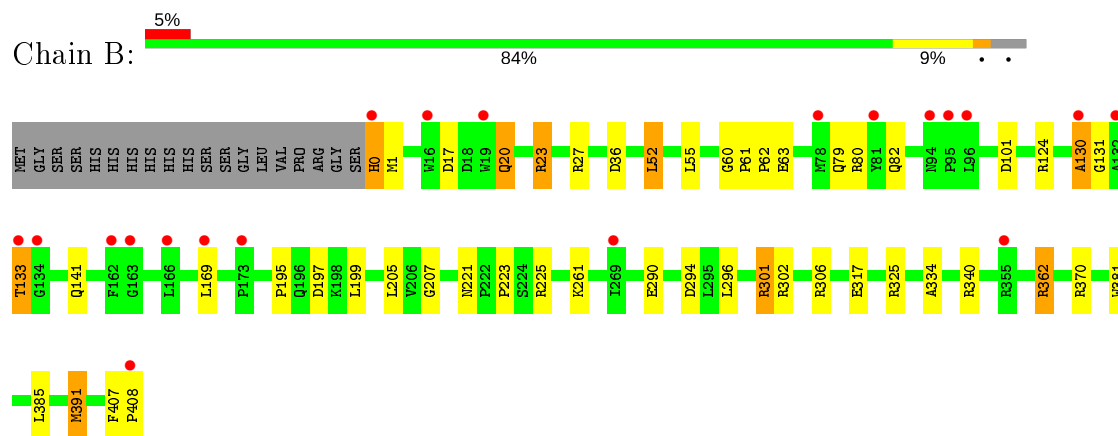 5%
Chain B:
84% 9% • •
MET GLY SER SER HIS HIS HIS HIS HIS HIS SER SER GLY LEU VAL PRO ARG GLY SER H0 M1 W16 D17 D18 W19 Q20 R23 R27 D36 L52 L55 G60 P61 P62 E63 M78 Q79 R80 Y81 Q82 N94 P95 L96 D101 R124 A130 G131 A132
T133 G134 Q141 F162 G163 L166 L169 P173 P195 Q196 D197 K198 L199 L205 V206 G207 N221 P222 P223 S224 R225 K261 I269 E290 D294 L295 L296 R301 R302 R306 E317 R325 A334 R340 R355 R362 R370 W381
L385 M391 F407 P408